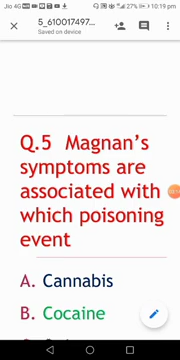 Jio 4G 27% 10:19 pm
5_610017497...
Saved on device
Q.5 Magnan's
symptoms are
associated with
which poisoning
event
A. Cannabis
B. Cocaine